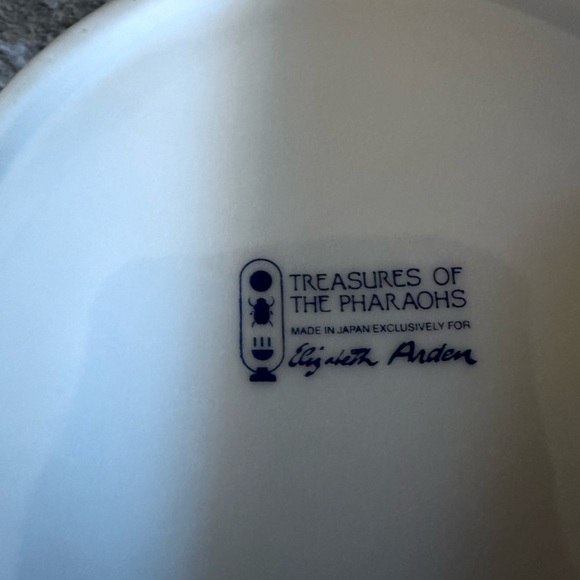 TREASURES OF
THE PHARAOHS
MADE IN JAPAN EXCLUSIVELY FOR
Elizabeth Arden